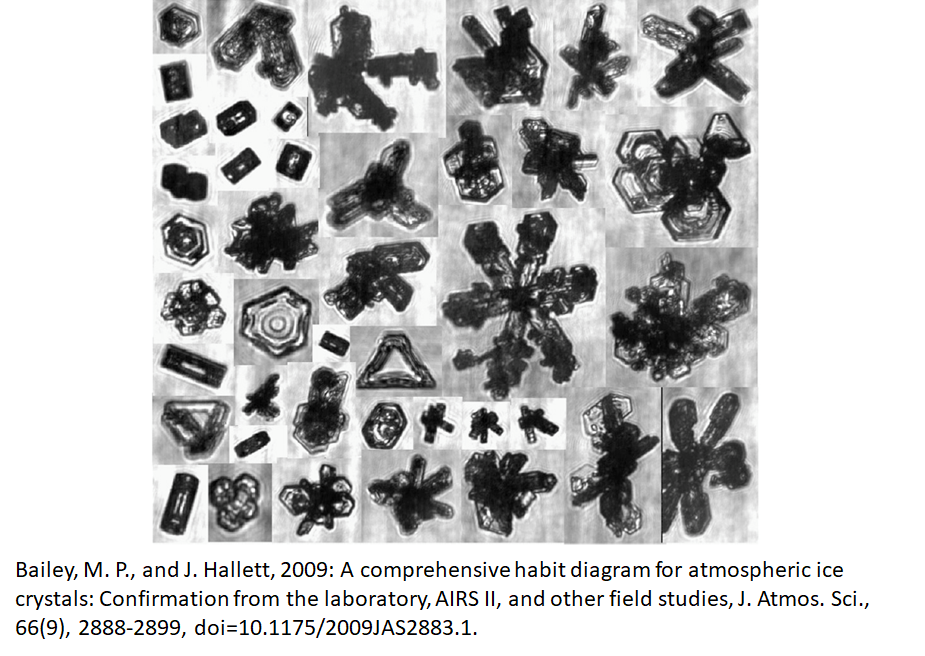 Bailey, M. P., and J. Hallett, 2009: A comprehensive habit diagram for atmospheric ice
crystals: Confirmation from the laboratory, AIRS II, and other field studies, J. Atmos. Sci.,
66(9), 2888-2899, doi=10.1175/2009JAS2883.1.